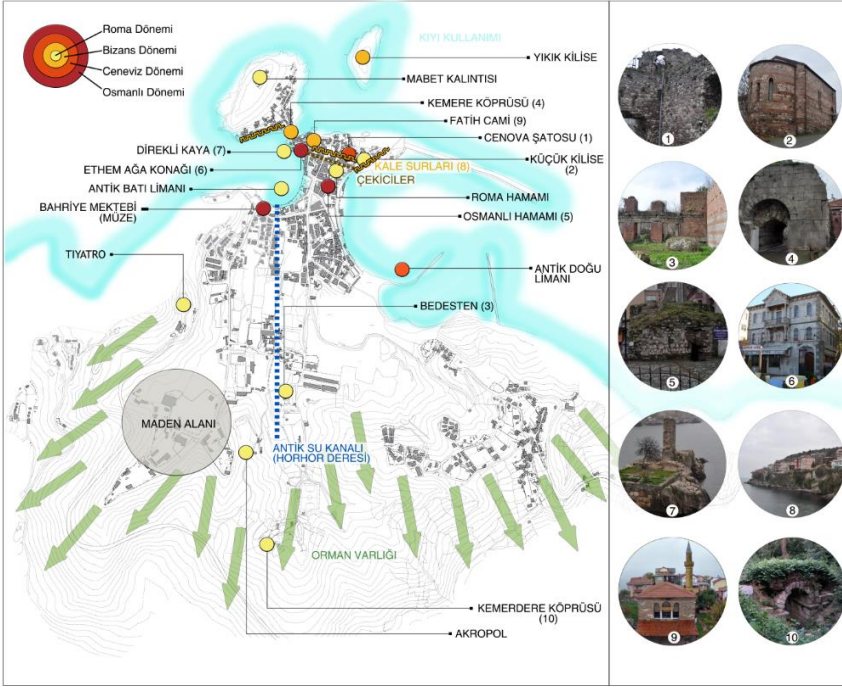 Roma Dönemi
Bizans Dönemi
Ceneviz Dönemi
Osmanlı Dönemi
KIYI KULLANIMI
YIKIK KİLİSE
MABET KALINTISI
KEMERE KÖPRÜSÜ (4)
FATİH CAMİ (9)
CENOVA ŞATOSU (1)
DİREKLİ KAYA (7)
KÜÇÜK KİLİSE
(2)
ETHEM AĞA KONAĞI (6)
KALE SURLARI (8)
ÇEKİCİLER
ANTİK BATI LİMANI
ROMA HAMAMI
BAHRİYE MEKTEBİ
(MÜZE)
OSMANLI HAMAMI (5)
TIYATRO
ANTİK DOĞU
LİMANI
BEDESTEN (3)
MADEN ALANI
ANTİK SU KANALI
(HORHOR DERESİ)
ORMAN VARLIĞI
KEMERDERE KÖPRÜSÜ
(10)
AKROPOL
1
2
3
4
5
6
7
8
9
10